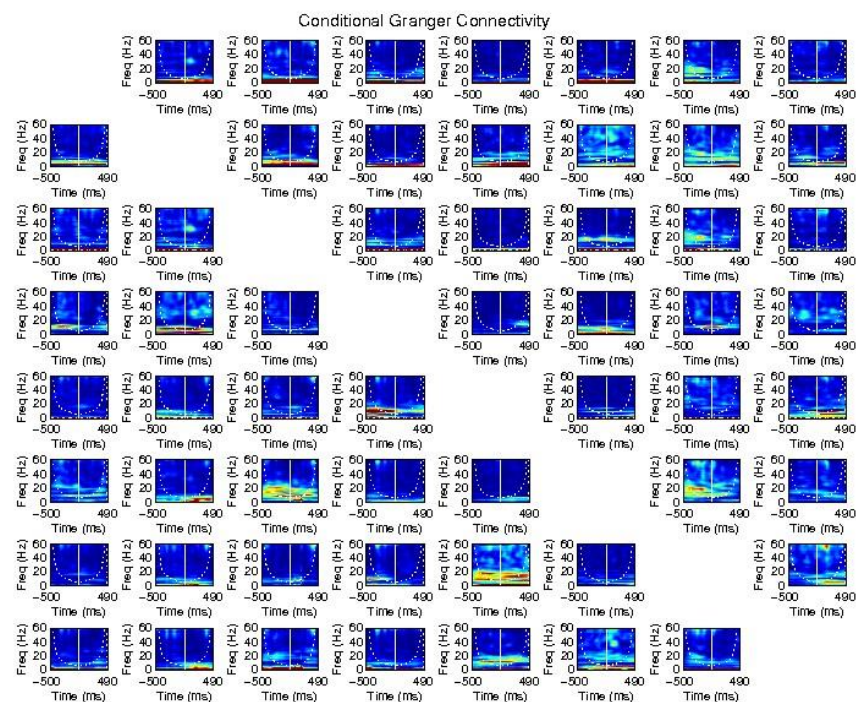 Conditional Granger Connectivity
60 60 60 60 60 60 60
Freq (Hz) Freq (Hz) Freq (Hz) Freq (Hz) Freq (Hz) Freq (Hz) Freq (Hz)
40 40 40 40 40 40 40
20 20 20 20 20 20 20
0 0 0 0 0 0 0
−500 490 −500 490 −500 490 −500 490 −500 490 −500 490 −500 490
Time (ms) Time (ms) Time (ms) Time (ms) Time (ms) Time (ms) Time (ms)
60 60 60 60 60 60 60
Freq (Hz) Freq (Hz) Freq (Hz) Freq (Hz) Freq (Hz) Freq (Hz) Freq (Hz)
40 40 40 40 40 40 40
20 20 20 20 20 20 20
0 0 0 0 0 0 0
−500 490 −500 490 −500 490 −500 490 −500 490 −500 490 −500 490
Time (ms) Time (ms) Time (ms) Time (ms) Time (ms) Time (ms) Time (ms)
60 60 60 60 60 60 60
Freq (Hz) Freq (Hz) Freq (Hz) Freq (Hz) Freq (Hz) Freq (Hz) Freq (Hz)
40 40 40 40 40 40 40
20 20 20 20 20 20 20
0 0 0 0 0 0 0
−500 490 −500 490 −500 490 −500 490 −500 490 −500 490 −500 490
Time (ms) Time (ms) Time (ms) Time (ms) Time (ms) Time (ms) Time (ms)
60 60 60 60 60 60 60
Freq (Hz) Freq (Hz) Freq (Hz) Freq (Hz) Freq (Hz) Freq (Hz) Freq (Hz)
40 40 40 40 40 40 40
20 20 20 20 20 20 20
0 0 0 0 0 0 0
−500 490 −500 490 −500 490 −500 490 −500 490 −500 490 −500 490
Time (ms) Time (ms) Time (ms) Time (ms) Time (ms) Time (ms) Time (ms)
60 60 60 60 60 60 60
Freq (Hz) Freq (Hz) Freq (Hz) Freq (Hz) Freq (Hz) Freq (Hz) Freq (Hz)
40 40 40 40 40 40 40
20 20 20 20 20 20 20
0 0 0 0 0 0 0
−500 490 −500 490 −500 490 −500 490 −500 490 −500 490 −500 490
Time (ms) Time (ms) Time (ms) Time (ms) Time (ms) Time (ms) Time (ms)
60 60 60 60 60 60 60
Freq (Hz) Freq (Hz) Freq (Hz) Freq (Hz) Freq (Hz) Freq (Hz) Freq (Hz)
40 40 40 40 40 40 40
20 20 20 20 20 20 20
0 0 0 0 0 0 0
−500 490 −500 490 −500 490 −500 490 −500 490 −500 490 −500 490
Time (ms) Time (ms) Time (ms) Time (ms) Time (ms) Time (ms) Time (ms)
60 60 60 60 60 60 60
Freq (Hz) Freq (Hz) Freq (Hz) Freq (Hz) Freq (Hz) Freq (Hz) Freq (Hz)
40 40 40 40 40 40 40
20 20 20 20 20 20 20
0 0 0 0 0 0 0
−500 490 −500 490 −500 490 −500 490 −500 490 −500 490 −500 490
Time (ms) Time (ms) Time (ms) Time (ms) Time (ms) Time (ms) Time (ms)
60 60 60 60 60 60 60
Freq (Hz) Freq (Hz) Freq (Hz) Freq (Hz) Freq (Hz) Freq (Hz) Freq (Hz)
40 40 40 40 40 40 40
20 20 20 20 20 20 20
0 0 0 0 0 0 0
−500 490 −500 490 −500 490 −500 490 −500 490 −500 490 −500 490
Time (ms) Time (ms) Time (ms) Time (ms) Time (ms) Time (ms) Time (ms)